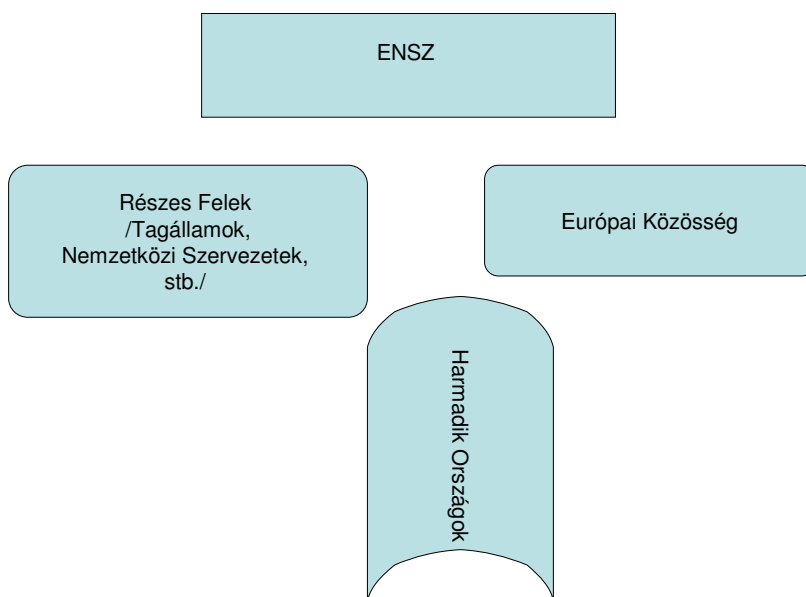 ENSZ
Részes Felek
/Tagállamok,
Nemzetközi Szervezetek,
stb./
Európai Közösség
Harmadik Országok